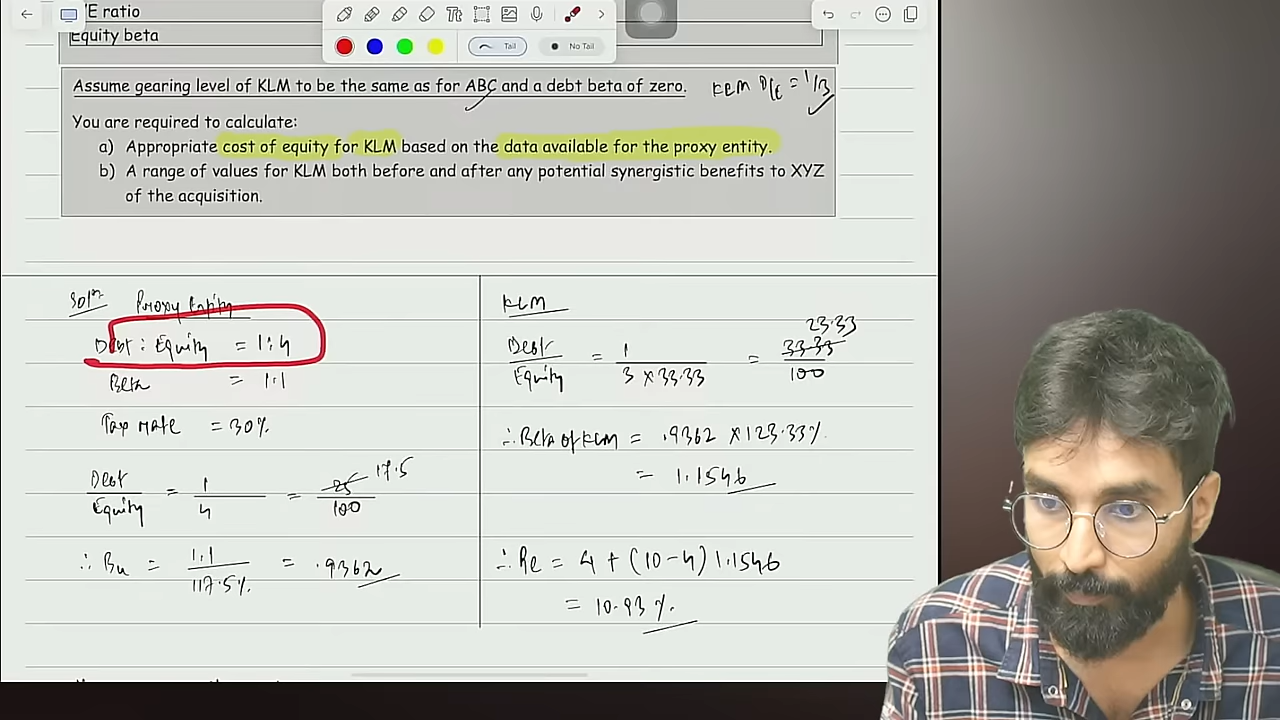 /E ratio
Equity beta
Tail
No Tail
Assume gearing level of KLM to be the same as for ABC and a debt beta of zero.
KLM D/E = 1/3
You are required to calculate:
a) Appropriate cost of equity for KLM based on the data available for the proxy entity.
b) A range of values for KLM both before and after any potential synergistic benefits to XYZ
of the acquisition.
Soln Proxy Entity
Debt : Equity = 1:4
Beta = 1.1
Tax rate = 30%
Debt
Equity
= 1
4
= 25 17.5
100
∴ Bu = 1.1
117.5%
= .9362
KLM
Debt
Equity
= 1
3 × 33.33
= 33.33 23.33
100
∴ Beta of KLM = .9362 × 123.33%
= 1.1546
∴ Re = 4 + (10-4) 1.1546
= 10.93%